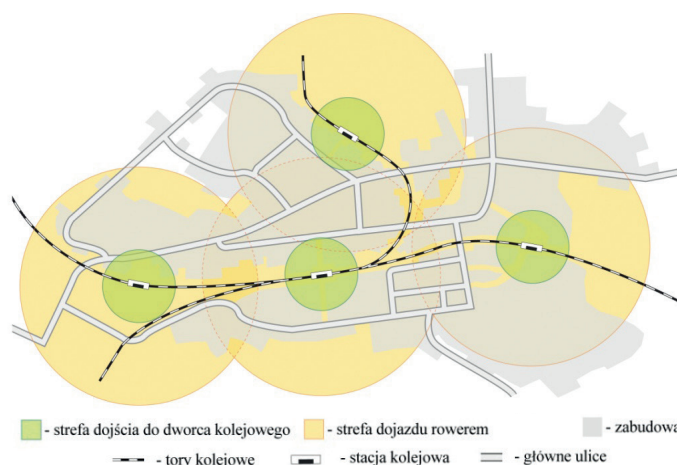 - strefa dojścia do dworca kolejowego - strefa dojazdu rowerem - zabudowa
- tory kolejowe - stacja kolejowa - główne ulice